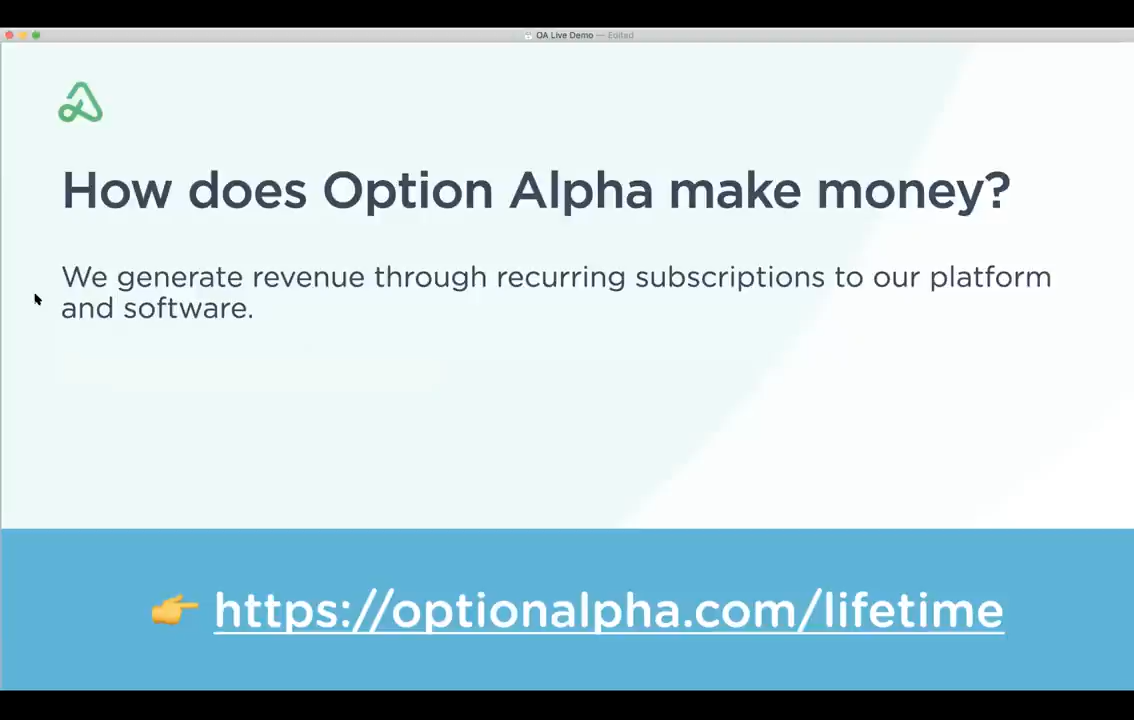 OA Live Demo — Edited
How does Option Alpha make money?
We generate revenue through recurring subscriptions to our platform
and software.
👉 https://optionalpha.com/lifetime